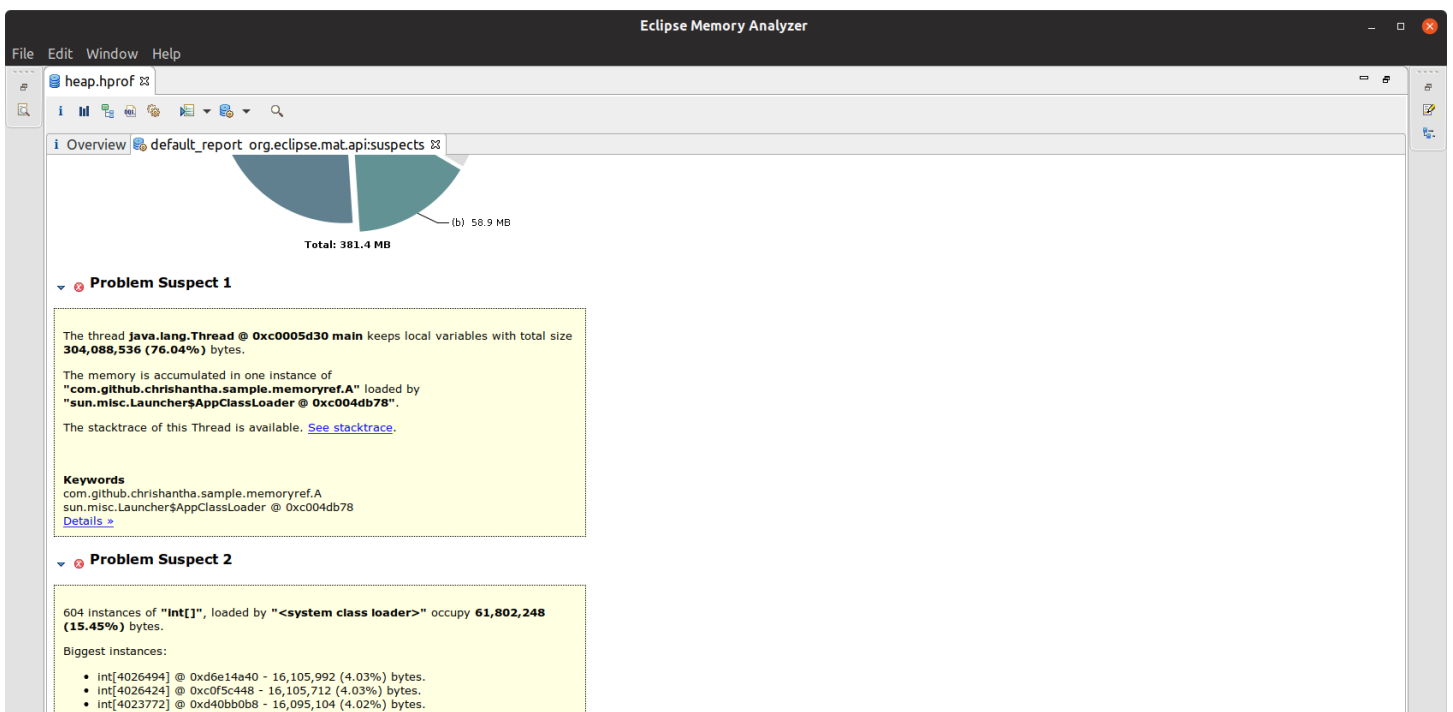 Eclipse Memory Analyzer
File Edit Window Help
heap.hprof
i OQL
i Overview default_report org.eclipse.mat.api:suspects
(b) 58.9 MB
Total: 381.4 MB
Problem Suspect 1
The thread java.lang.Thread @ 0xc0005d30 main keeps local variables with total size
304,088,536 (76.04%) bytes.
The memory is accumulated in one instance of
"com.github.chrishantha.sample.memoryref.A" loaded by
"sun.misc.Launcher$AppClassLoader @ 0xc004db78".
The stacktrace of this Thread is available. See stacktrace.
Keywords
com.github.chrishantha.sample.memoryref.A
sun.misc.Launcher$AppClassLoader @ 0xc004db78
Details »
Problem Suspect 2
604 instances of "int[]", loaded by "<system class loader>" occupy 61,802,248
(15.45%) bytes.
Biggest instances:
• int[4026494] @ 0xd6e14a40 - 16,105,992 (4.03%) bytes.
• int[4026424] @ 0xc0f5c448 - 16,105,712 (4.03%) bytes.
• int[4023772] @ 0xd40bb0b8 - 16,095,104 (4.02%) bytes.